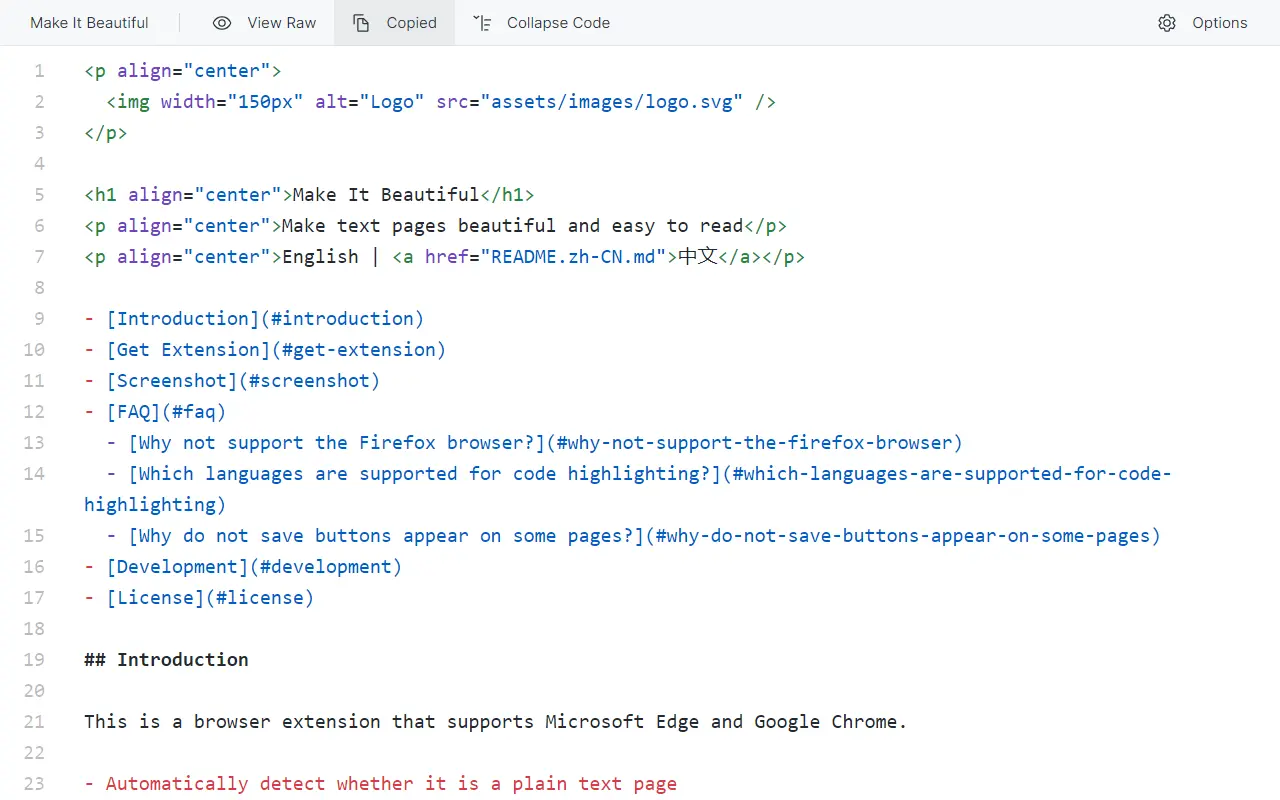 Make It Beautiful View Raw Copied Collapse Code Options
1 <p align="center">
2 <img width="150px" alt="Logo" src="assets/images/logo.svg" />
3 </p>
4
5 <h1 align="center">Make It Beautiful</h1>
6 <p align="center">Make text pages beautiful and easy to read</p>
7 <p align="center">English | <a href="README.zh-CN.md">中文</a></p>
8
9 - [Introduction](#introduction)
10 - [Get Extension](#get-extension)
11 - [Screenshot](#screenshot)
12 - [FAQ](#faq)
13 - [Why not support the Firefox browser?](#why-not-support-the-firefox-browser)
14 - [Which languages are supported for code highlighting?](#which-languages-are-supported-for-code-
highlighting)
15 - [Why do not save buttons appear on some pages?](#why-do-not-save-buttons-appear-on-some-pages)
16 - [Development](#development)
17 - [License](#license)
18
19 ## Introduction
20
21 This is a browser extension that supports Microsoft Edge and Google Chrome.
22
23 - Automatically detect whether it is a plain text page